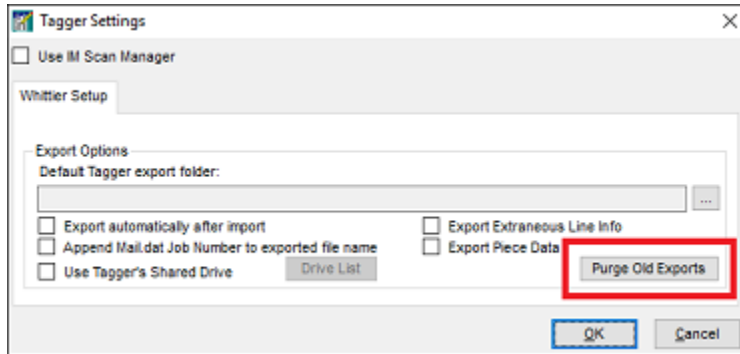 Tagger Settings
Use IM Scan Manager
Whittier Setup
Export Options
Default Tagger export folder:
...
Export automatically after import
Export Extraneous Line Info
Append Mail.dat Job Number to exported file name
Export Piece Data
Use Tagger's Shared Drive
Drive List
Purge Old Exports
OK
Cancel